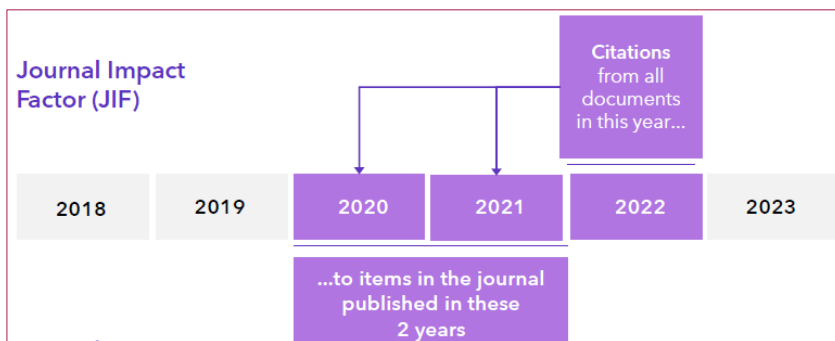 Journal Impact
Factor (JIF)
Citations
from all
documents
in this year...
2018
2019
2020
2021
2022
2023
...to items in the journal
published in these
2 years